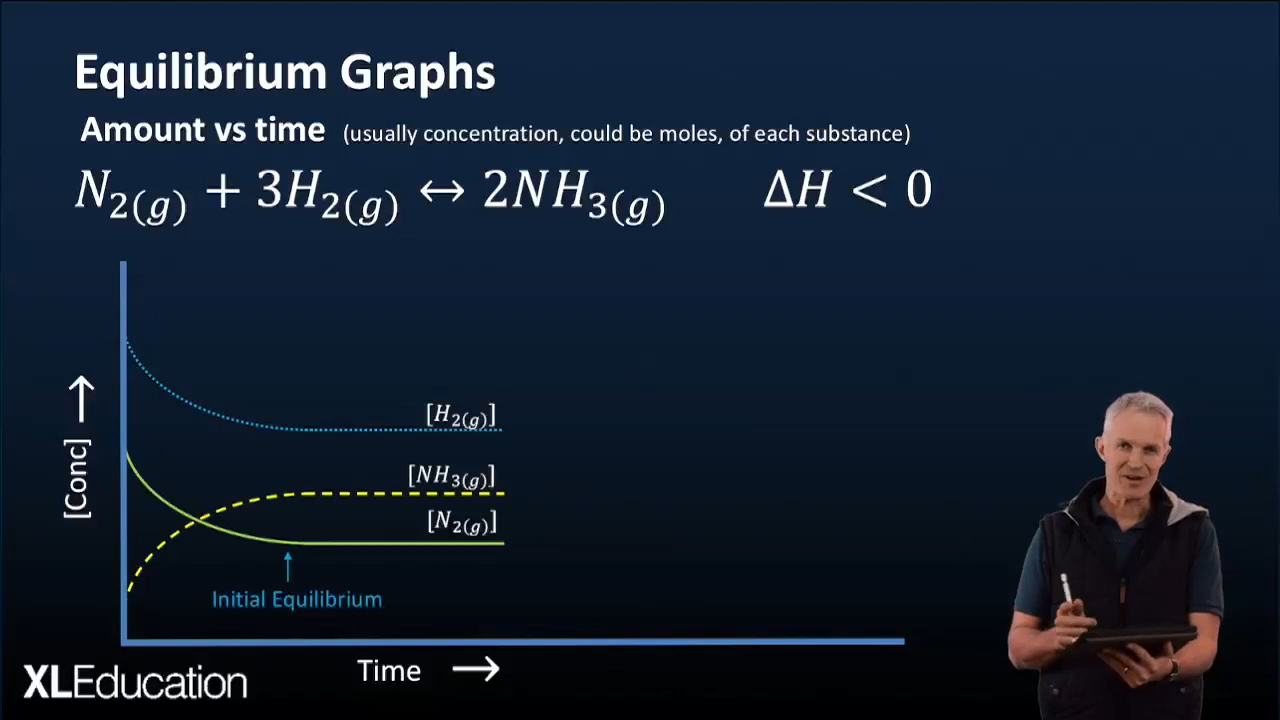 Equilibrium Graphs
Amount vs time (usually concentration, could be moles, of each substance)
N₂₍g₎ + 3H₂₍g₎ ↔ 2NH₃₍g₎ ΔH < 0
[Conc] →
[H₂₍g₎]
[NH₃₍g₎]
[N₂₍g₎]
Initial Equilibrium
Time →
XLEducation